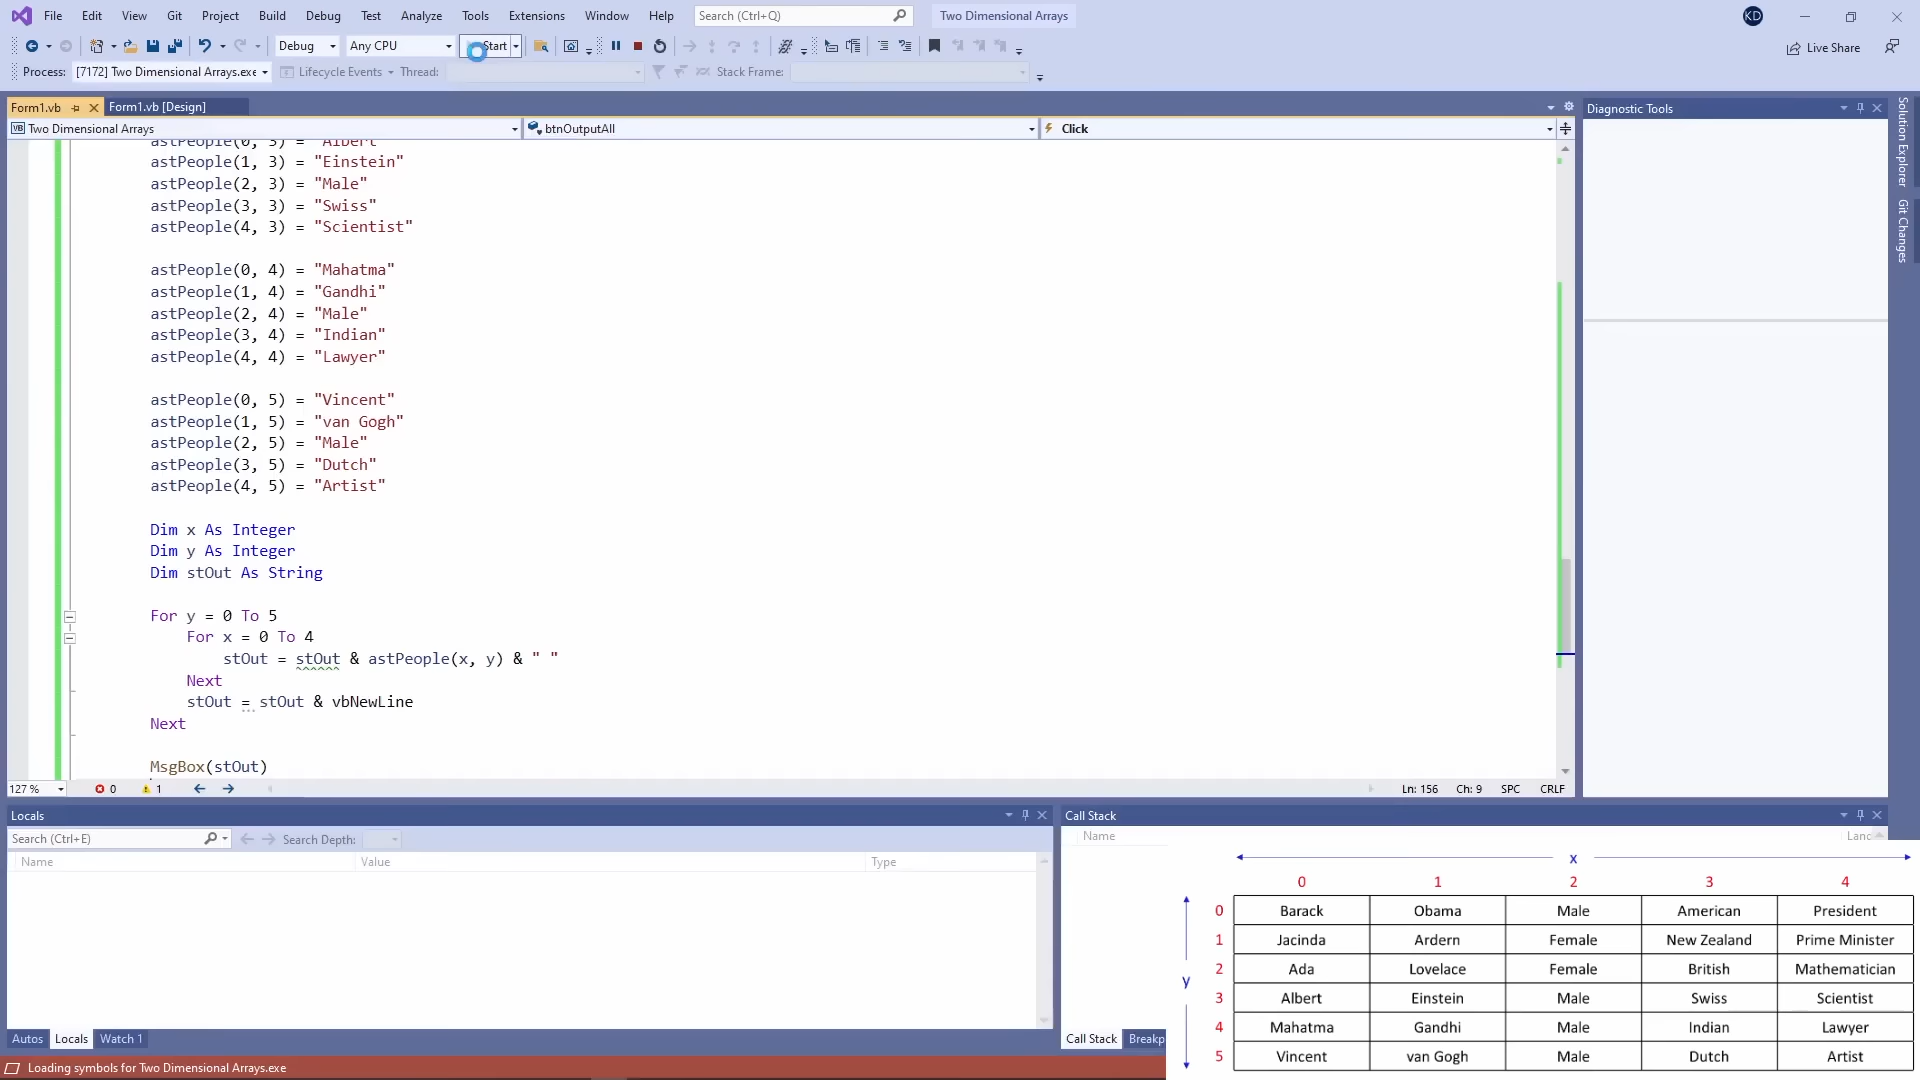 File Edit View Git Project Build Debug Test Analyze Tools Extensions Window Help Search (Ctrl+Q) Two Dimensional Arrays KD
Debug Any CPU Start Live Share
Process: [7172] Two Dimensional Arrays.exe Lifecycle Events Thread: Stack Frame:
Form1.vb Form1.vb [Design]
Two Dimensional Arrays btnOutputAll Click
astPeople(0, 3) = "Albert"
astPeople(1, 3) = "Einstein"
astPeople(2, 3) = "Male"
astPeople(3, 3) = "Swiss"
astPeople(4, 3) = "Scientist"
astPeople(0, 4) = "Mahatma"
astPeople(1, 4) = "Gandhi"
astPeople(2, 4) = "Male"
astPeople(3, 4) = "Indian"
astPeople(4, 4) = "Lawyer"
astPeople(0, 5) = "Vincent"
astPeople(1, 5) = "van Gogh"
astPeople(2, 5) = "Male"
astPeople(3, 5) = "Dutch"
astPeople(4, 5) = "Artist"
Dim x As Integer
Dim y As Integer
Dim stOut As String
For y = 0 To 5
For x = 0 To 4
stOut = stOut & astPeople(x, y) & " "
Next
stOut = stOut & vbNewLine
Next
MsgBox(stOut)
127 % 0 1 Ln: 156 Ch: 9 SPC CRLF
Diagnostic Tools
Solution Explorer
Git Changes
Locals
Search (Ctrl+E) Search Depth:
Name Value Type
Autos Locals Watch 1
Call Stack
Name Lanc
Call Stack Breakp
Loading symbols for Two Dimensional Arrays.exe
x
0 1 2 3 4
y
0 Barack Obama Male American President
1 Jacinda Ardern Female New Zealand Prime Minister
2 Ada Lovelace Female British Mathematician
3 Albert Einstein Male Swiss Scientist
4 Mahatma Gandhi Male Indian Lawyer
5 Vincent van Gogh Male Dutch Artist